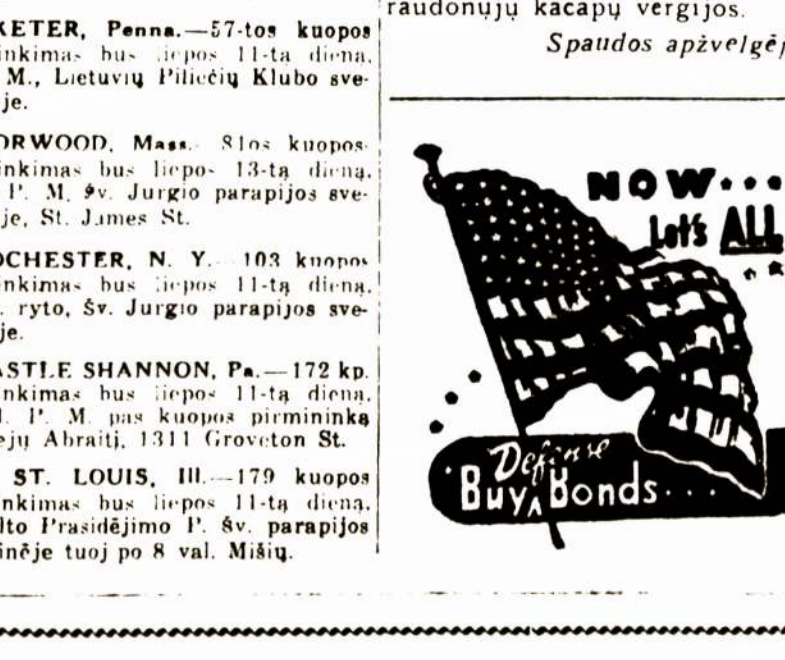 KETER, Penna.—57-tos kuopos
inkimas bus liepos 11-tą dieną,
M., Lietuvių Piliečių Klubo sve-
je.
ORWOOD, Mass. 81os kuopos
inkimas bus liepos 13-tą dieną,
P. M. Šv. Jurgio parapijos sve-
je, St. James St.
OCHESTER, N. Y. 103 kuopos
inkimas bus liepos 11-tą dieną,
. ryto, Šv. Jurgio parapijos sve-
je.
ASTLE SHANNON, Pa.—172 kp.
inkimas bus liepos 11-tą dieną,
P. M. pas kuopos pirmininką
ejų Abraitį, 1311 Groveton St.
ST. LOUIS, Ill.—179 kuopos
nkimas bus liepos 11-tą dieną,
lto Prasidėjimo P. Šv. parapijos
inėje tuoj po 8 val. Mišių.
raudonųjų kacapų vergijos.
Spaudos apžvelgėj
NOW...
Let's ALL
Defense
Buy Bonds...